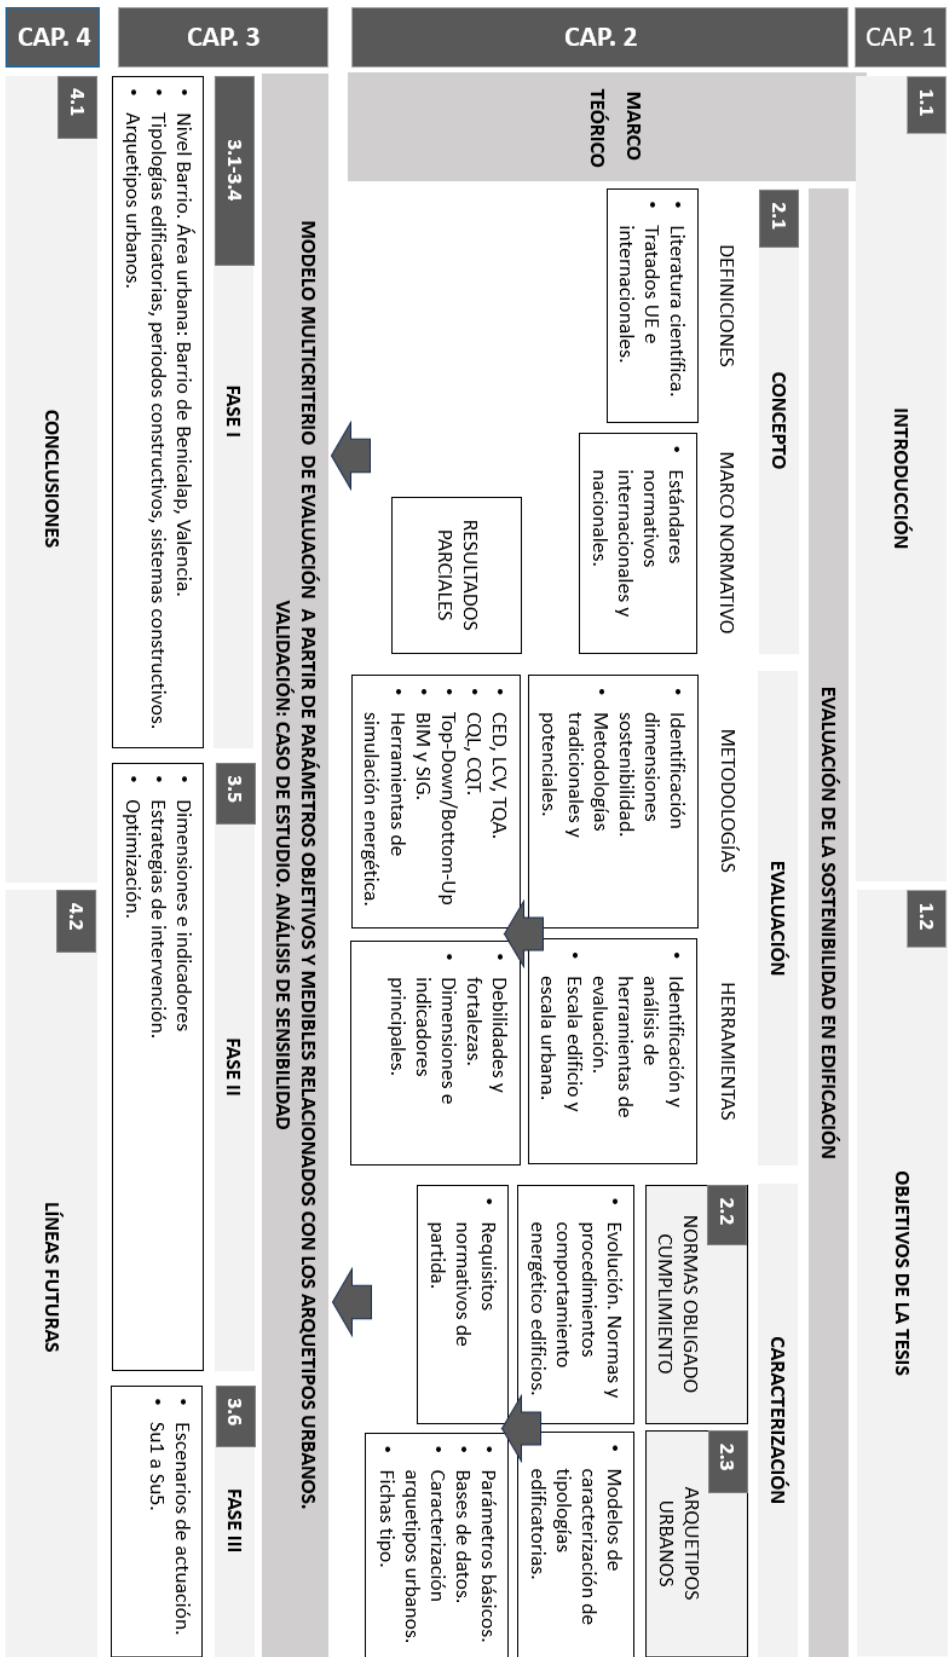 CAP. 1
1.1
INTRODUCCIÓN
1.2
OBJETIVOS DE LA TESIS
CAP. 2
MARCO
TEÓRICO
EVALUACIÓN DE LA SOSTENIBILIDAD EN EDIFICACIÓN
2.1
CONCEPTO
DEFINICIONES
• Literatura científica.
• Tratados UE e
internacionales.
MARCO NORMATIVO
• Estándares
normativos
internacionales y
nacionales.
RESULTADOS
PARCIALES
EVALUACIÓN
METODOLOGÍAS
• Identificación
dimensiones
sostenibilidad.
• Metodologías
tradicionales y
potenciales.
• CED, LCV, TQA.
• CQL, CQT.
• Top-Down/Bottom-Up
• BIM y SIG.
• Herramientas de
simulación energética.
HERRAMIENTAS
• Identificación y
análisis de
herramientas de
evaluación.
• Escala edificio y
escala urbana.
• Debilidades y
fortalezas.
• Dimensiones e
indicadores
principales.
CARACTERIZACIÓN
2.2
NORMAS OBLIGADO
CUMPLIMIENTO
• Evolución. Normas y
procedimientos
comportamiento
energético edificios.
• Requisitos
normativos de
partida.
2.3
ARQUETIPOS
URBANOS
• Modelos de
caracterización de
tipologías
edificatorias.
• Parámetros básicos.
• Bases de datos.
• Caracterización
arquetipos urbanos.
• Fichas tipo.
CAP. 3
MODELO MULTICRITERIO DE EVALUACIÓN A PARTIR DE PARÁMETROS OBJETIVOS Y MEDIBLES RELACIONADOS CON LOS ARQUETIPOS URBANOS.
VALIDACIÓN: CASO DE ESTUDIO. ANÁLISIS DE SENSIBILIDAD
3.1-3.4
FASE I
• Nivel Barrio. Área urbana: Barrio de Benicalap, Valencia.
• Tipologías edificatorias, periodos constructivos, sistemas constructivos.
• Arquetipos urbanos.
3.5
FASE II
• Dimensiones e indicadores
• Estrategias de intervención.
• Optimización.
3.6
FASE III
• Escenarios de actuación.
• Su1 a Su5.
CAP. 4
4.1
CONCLUSIONES
4.2
LÍNEAS FUTURAS